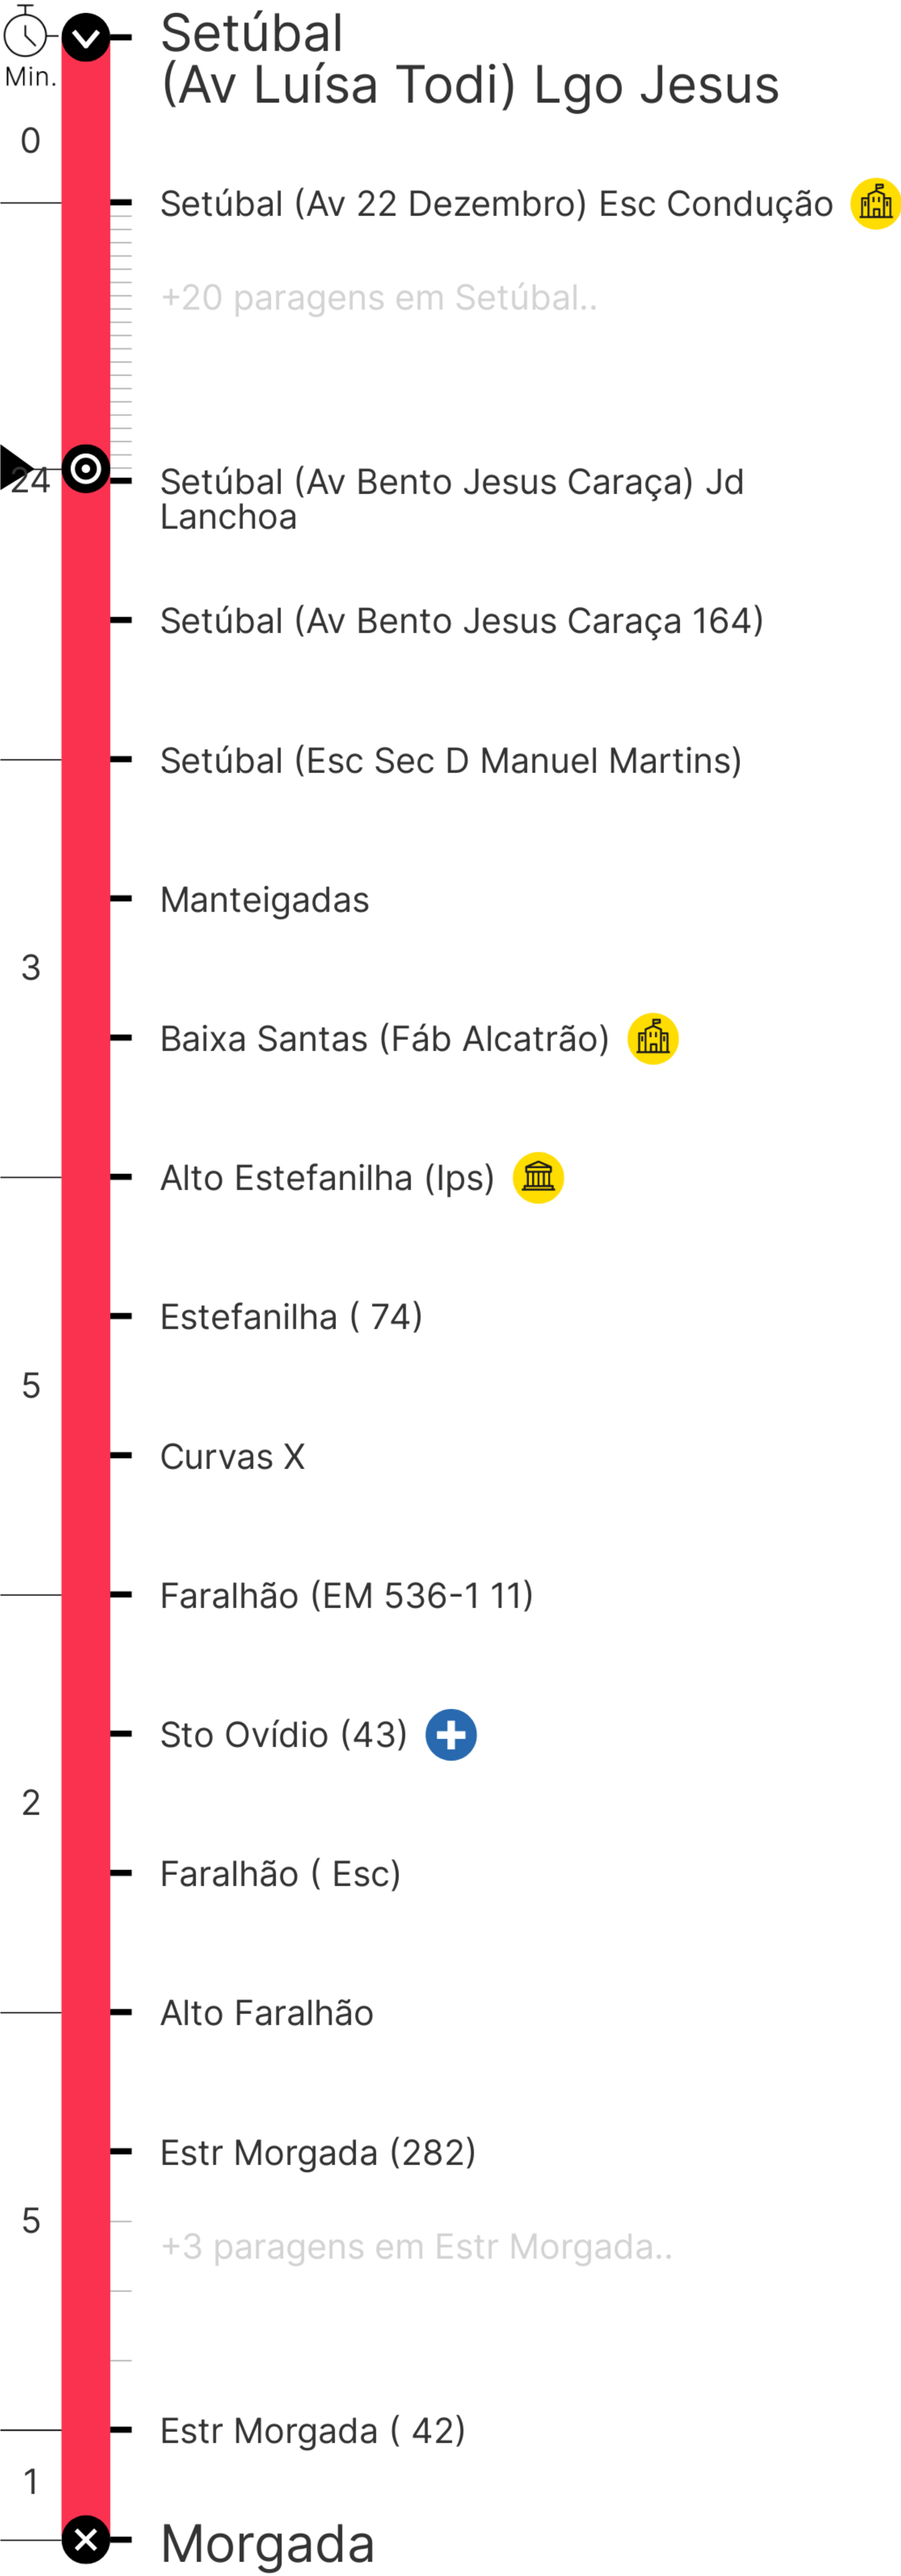 Setúbal
(Av Luísa Todi) Lgo Jesus
Min.
0
Setúbal (Av 22 Dezembro) Esc Condução
+20 paragens em Setúbal..
24
Setúbal (Av Bento Jesus Caraça) Jd
Lanchoa
Setúbal (Av Bento Jesus Caraça 164)
Setúbal (Esc Sec D Manuel Martins)
Manteigadas
3
Baixa Santas (Fáb Alcatrão)
Alto Estefanilha (Ips)
Estefanilha ( 74)
5
Curvas X
Faralhão (EM 536-1 11)
Sto Ovídio (43)
2
Faralhão ( Esc)
Alto Faralhão
Estr Morgada (282)
5
+3 paragens em Estr Morgada..
Estr Morgada ( 42)
1
Morgada